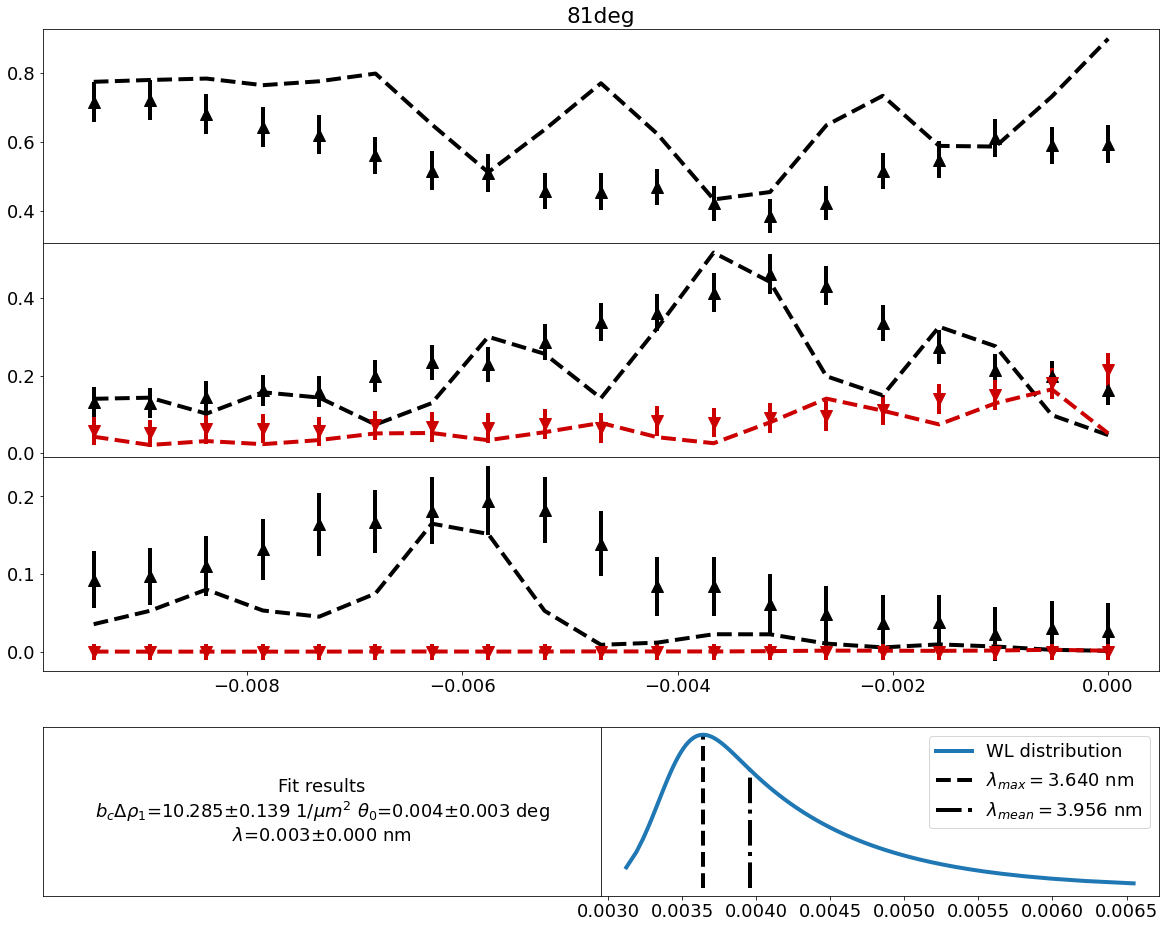 81deg
0.8
0.6
0.4
0.4
0.2
0.0
0.2
0.1
0.0
−0.008 −0.006 −0.004 −0.002 0.000
Fit results
$b_c\Delta\rho_1$=10.285±0.139 1/$\mu m^2$ $\theta_0$=0.004±0.003 deg
$\lambda$=0.003±0.000 nm
WL distribution
$\lambda_{max}$ = 3.640 nm
$\lambda_{mean}$ = 3.956 nm
0.0030 0.0035 0.0040 0.0045 0.0050 0.0055 0.0060 0.0065